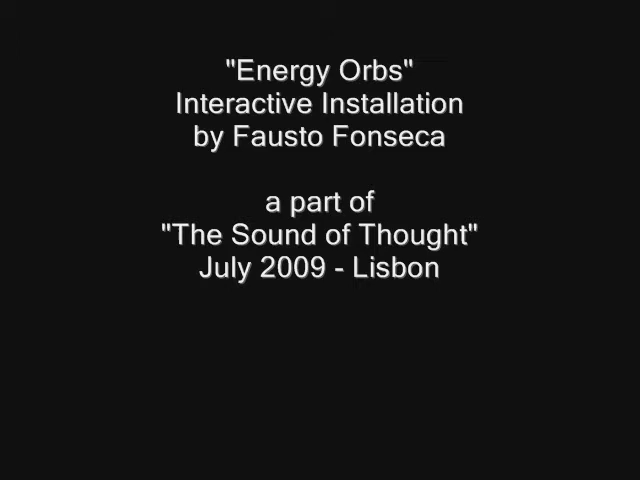 "Energy Orbs"
Interactive Installation
by Fausto Fonseca
a part of
"The Sound of Thought"
July 2009 - Lisbon